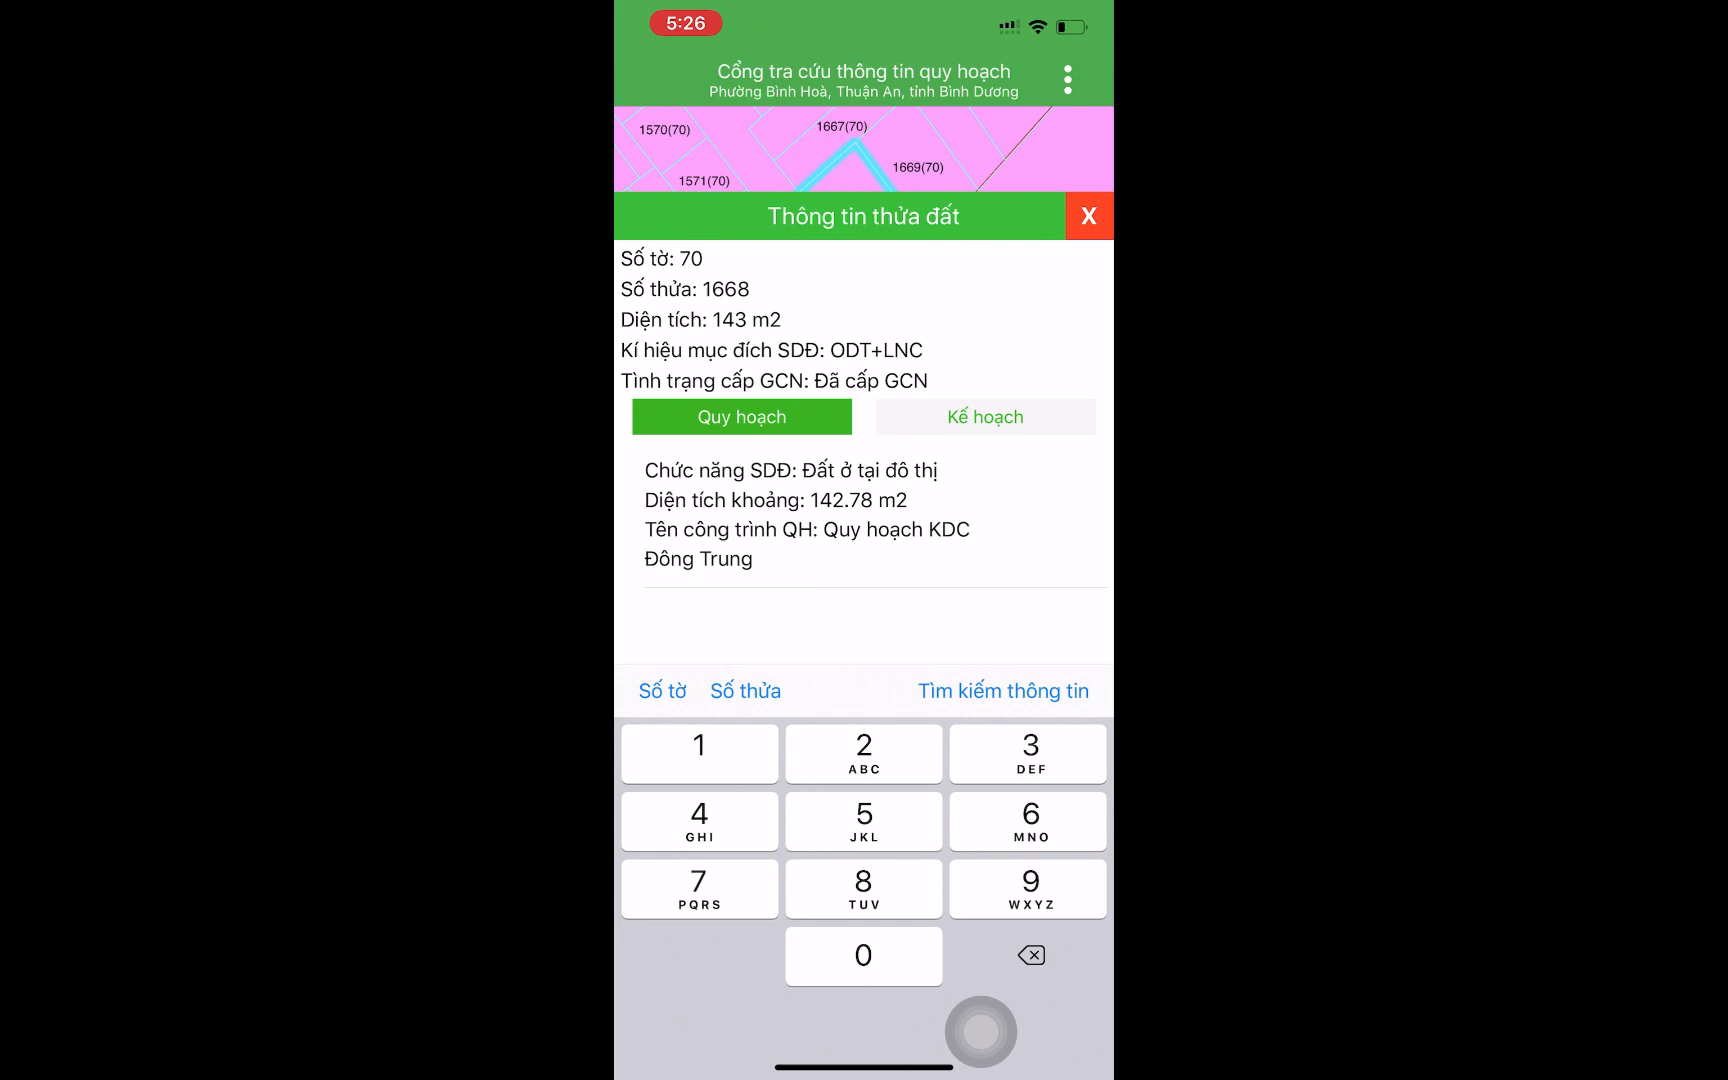 5:26
Cổng tra cứu thông tin quy hoạch
Phường Bình Hoà, Thuận An, tỉnh Bình Dương
1570(70)
1667(70)
1669(70)
1571(70)
Thông tin thửa đất
X
Số tờ: 70
Số thửa: 1668
Diện tích: 143 m2
Kí hiệu mục đích SDĐ: ODT+LNC
Tình trạng cấp GCN: Đã cấp GCN
Quy hoạch
Kế hoạch
Chức năng SDĐ: Đất ở tại đô thị
Diện tích khoảng: 142.78 m2
Tên công trình QH: Quy hoạch KDC
Đông Trung
Số tờ
Số thửa
Tìm kiếm thông tin
1
2
ABC
3
DEF
4
GHI
5
JKL
6
MNO
7
PQRS
8
TUV
9
WXYZ
0